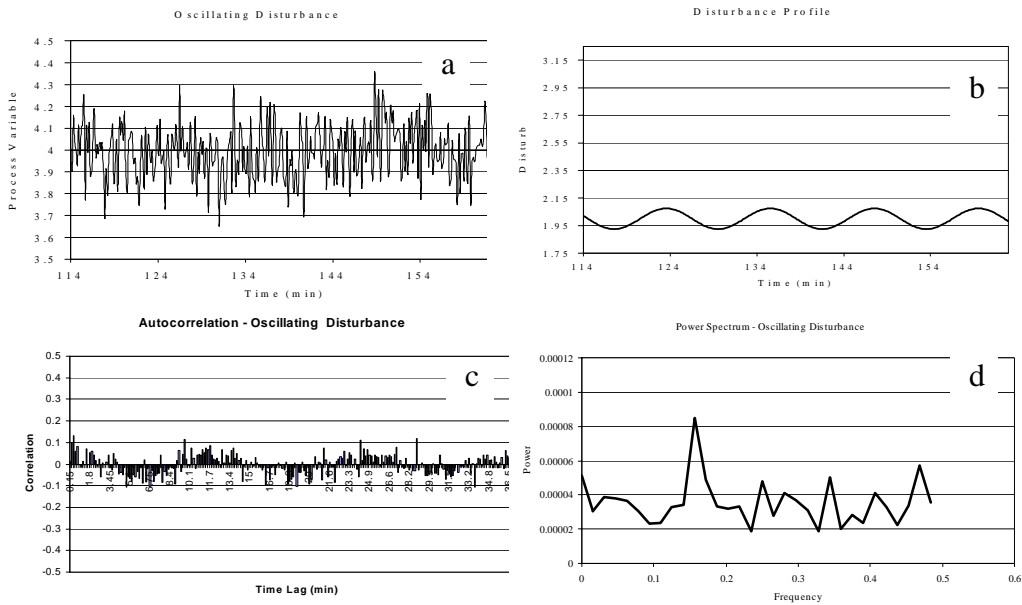 Oscillating Disturbance
4.5
4.4
4.3
4.2
4.1
4
3.9
3.8
3.7
3.6
3.5
Process Variable
a
114 124 134 144 154
Time (min)
Disturbance Profile
3.15
2.95
2.75
2.55
2.35
2.15
1.95
1.75
Disturb
b
114 124 134 144 154
Time (min)
Autocorrelation - Oscillating Disturbance
0.5
0.4
0.3
0.2
0.1
0
-0.1
-0.2
-0.3
-0.4
-0.5
Correlation
c
0.15 1.8 3.45 8.4 10.1 11.7 13.4 15 21.6 23.3 24.9 26.6 28.2 33.2 34.8
Time Lag (min)
Power Spectrum - Oscillating Disturbance
0.00012
0.0001
0.00008
0.00006
0.00004
0.00002
0
Power
d
0 0.1 0.2 0.3 0.4 0.5 0.6
Frequency